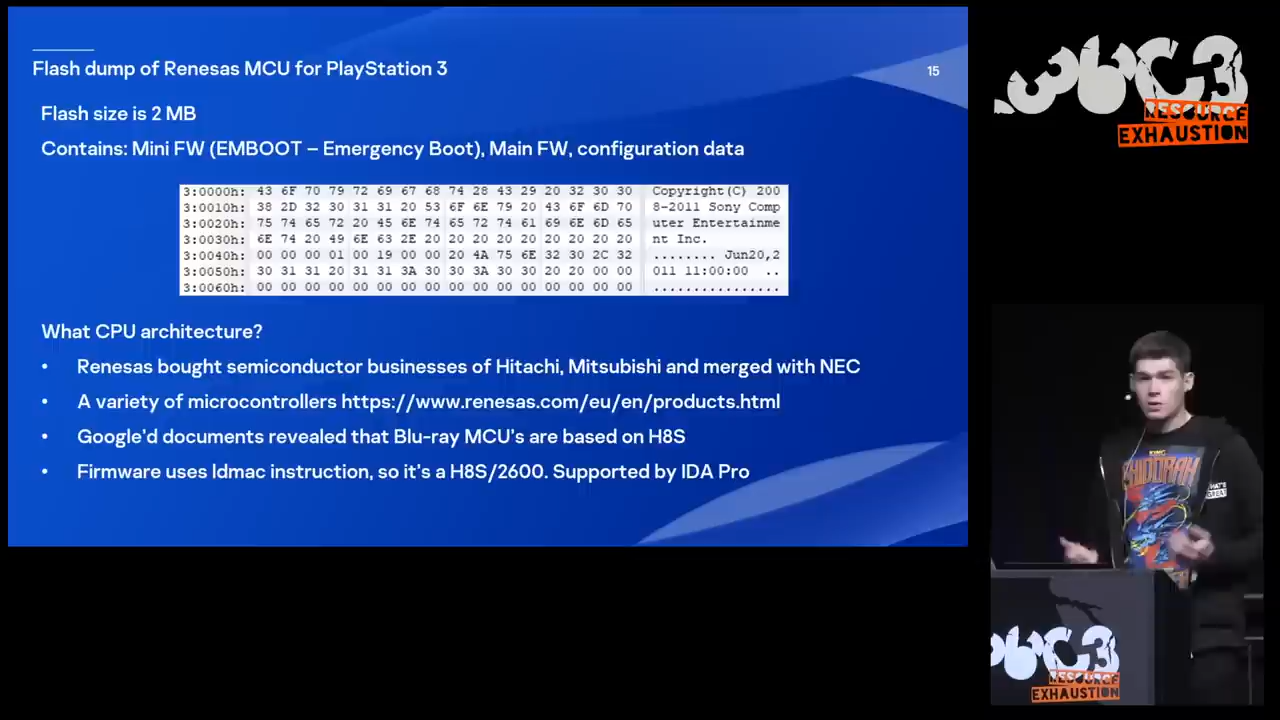 Flash dump of Renesas MCU for PlayStation 3
15
Flash size is 2 MB
Contains: Mini FW (EMBOOT – Emergency Boot), Main FW, configuration data
3:0000h: 43 6F 70 79 72 69 67 68 74 28 43 29 20 32 30 30 Copyright(C) 200
3:0010h: 38 2D 32 30 31 31 20 53 6F 6E 79 20 43 6F 6D 70 8-2011 Sony Comp
3:0020h: 75 74 65 72 20 45 6E 74 65 72 74 61 69 6E 6D 65 uter Entertainme
3:0030h: 6E 74 20 49 6E 63 2E 20 20 20 20 20 20 20 20 20 nt Inc.
3:0040h: 00 00 00 01 00 19 00 00 20 4A 75 6E 32 30 2C 32 ........ Jun20,2
3:0050h: 30 31 31 20 31 31 3A 30 30 3A 30 30 20 20 00 00 011 11:00:00 ..
3:0060h: 00 00 00 00 00 00 00 00 00 00 00 00 00 00 00 00 ................
What CPU architecture?
• Renesas bought semiconductor businesses of Hitachi, Mitsubishi and merged with NEC
• A variety of microcontrollers https://www.renesas.com/eu/en/products.html
• Google’d documents revealed that Blu-ray MCU’s are based on H8S
• Firmware uses ldmac instruction, so it’s a H8S/2600. Supported by IDA Pro
36C3
RESOURCE
EXHAUSTION
KING
GHIDORAH
36C3
RESOURCE
EXHAUSTION